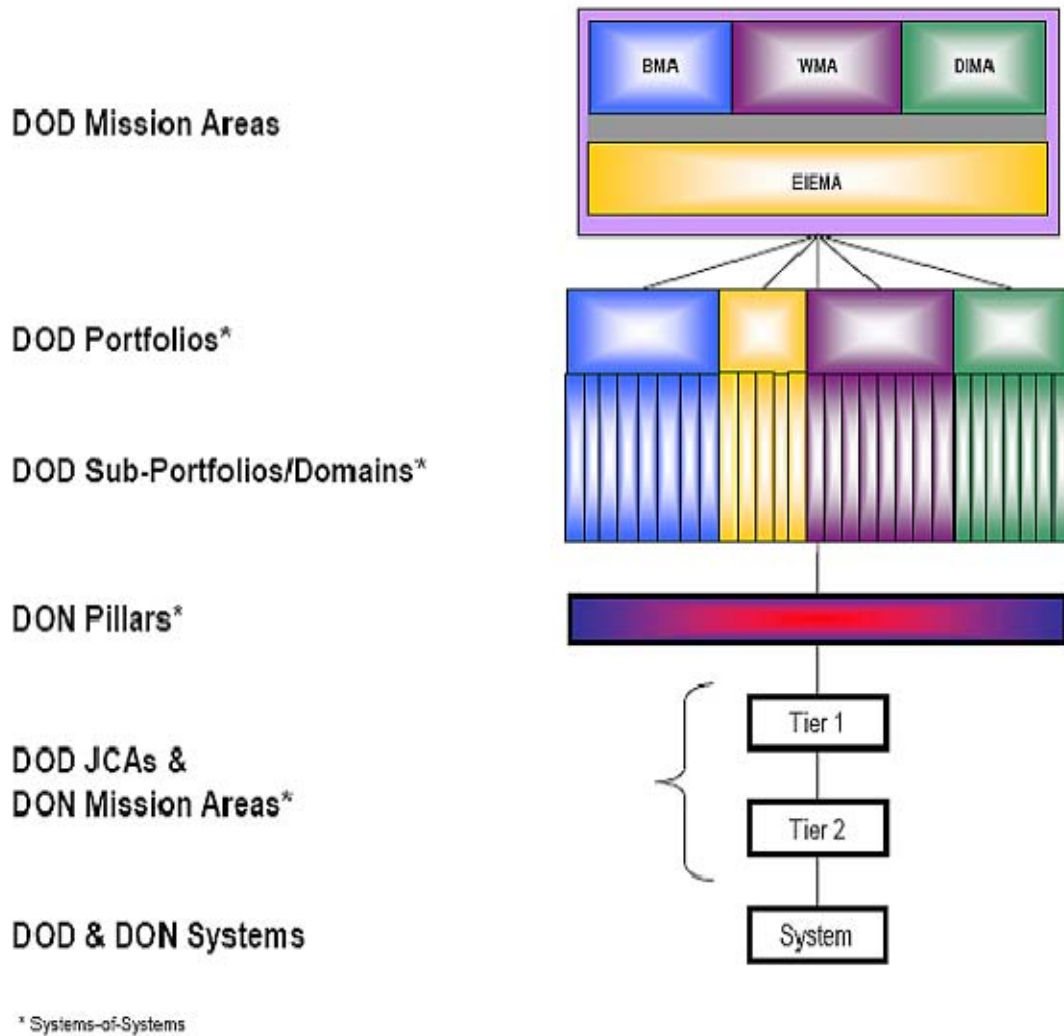 BMA WMA DIMA
DOD Mission Areas
EIEMA
DOD Portfolios*
DOD Sub-Portfolios/Domains*
DON Pillars*
Tier 1
DOD JCAs &
DON Mission Areas*
Tier 2
DOD & DON Systems
System
* Systems-of-Systems